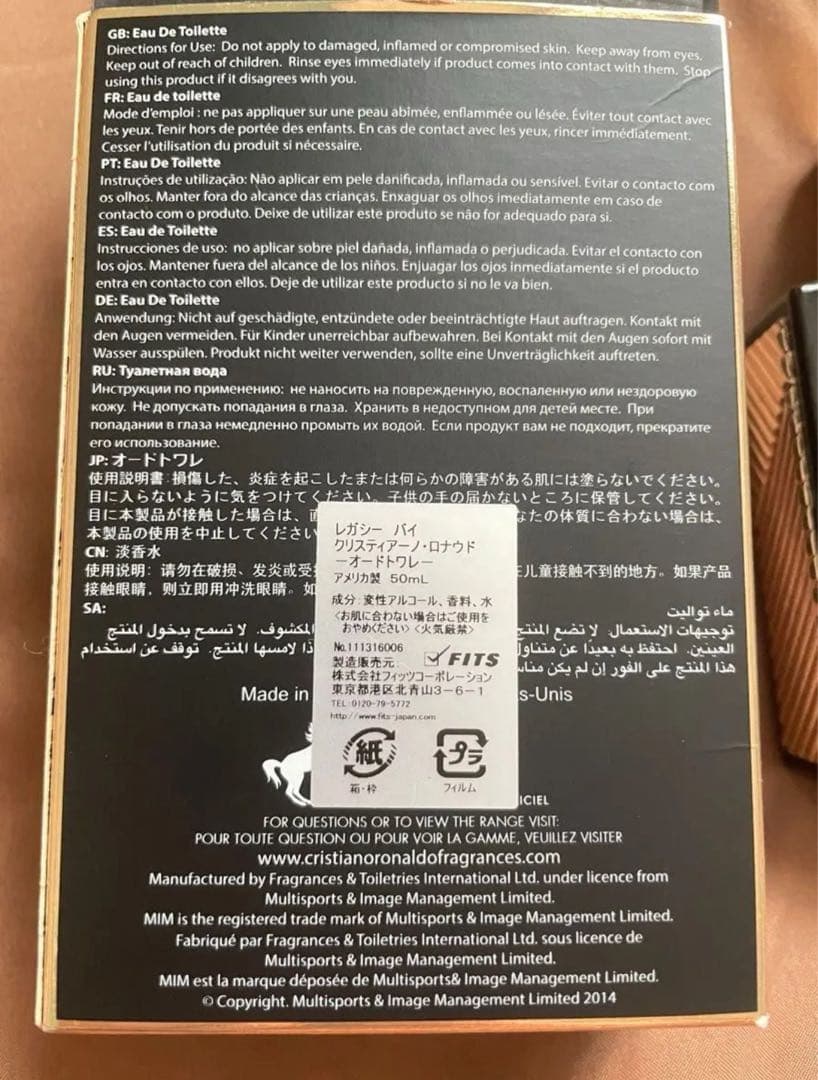 GB: Eau De Toilette
Directions for Use: Do not apply to damaged, inflamed or compromised skin. Keep away from eyes.
Keep out of reach of children. Rinse eyes immediately if product comes into contact with them. Stop
using this product if it disagrees with you.
FR: Eau de toilette
Mode d'emploi : ne pas appliquer sur une peau abîmée, enflammée ou lésée. Éviter tout contact avec
les yeux. Tenir hors de portée des enfants. En cas de contact avec les yeux, rincer immédiatement.
Cesser l'utilisation du produit si nécessaire.
PT: Eau De Toilette
Instruções de utilização: Não aplicar em pele danificada, inflamada ou sensível. Evitar o contacto com
os olhos. Manter fora do alcance das crianças. Enxaguar os olhos imediatamente em caso de
contacto com o produto. Deixe de utilizar este produto se não for adequado para si.
ES: Eau de Toilette
Instrucciones de uso: no aplicar sobre piel dañada, inflamada o perjudicada. Evitar el contacto con
los ojos. Mantener fuera del alcance de los niños. Enjuagar los ojos inmediatamente si el producto
entra en contacto con ellos. Deje de utilizar este producto si no le va bien.
DE: Eau De Toilette
Anwendung: Nicht auf geschädigte, entzündete oder beeinträchtigte Haut auftragen. Kontakt mit
den Augen vermeiden. Für Kinder unerreichbar aufbewahren. Bei Kontakt mit den Augen sofort mit
Wasser ausspülen. Produkt nicht weiter verwenden, sollte eine Unverträglichkeit auftreten.
RU: Туалетная вода
Инструкции по применению: не наносить на поврежденную, воспаленную или нездоровую
кожу. Не допускать попадания в глаза. Хранить в недоступном для детей месте. При
попадании в глаза немедленно промыть их водой. Если продукт вам не подходит, прекратите
его использование.
JP: オードトワレ
使用説明書:損傷した、炎症を起こしたまたは何らかの障害がある肌には塗らないでください。
目に入らないように気をつけてください。子供の手の届かないところに保管してください。
目に本製品が接触した場合は、 なたの体質に合わない場合は、
本製品の使用を中止してください
CN: 淡香水
使用说明: 请勿在破损、发炎或受 儿童接触不到的地方。如果产品
接触眼睛，则立即用冲洗眼睛。如
SA: ماء تواليت
توجيهات الاستعمال. لا تضع المنتج المكشوف. لا تسمح بدخول المنتج
العينين. احتفظ به بعيدًا عن متناول ذا لامسها المنتج. توقف عن استخدام
هذا المنتج على الفور إن لم يكن
レガシー バイ
クリスティアーノ・ロナウド
ーオードトワレー
アメリカ製 50mL
成分:変性アルコール、香料、水
〈お肌に合わない場合はご使用を
おやめください〉〈火気厳禁〉
No.111316006
製造販売元: FITS
株式会社フィッツコーポレーション
東京都港区北青山3-6-1
TEL:0120-79-5772
http://www.fits-japan.com
紙 プラ
箱・枠 フィルム
Made in s-Unis
ICIEL
FOR QUESTIONS OR TO VIEW THE RANGE VISIT:
POUR TOUTE QUESTION OU POUR VOIR LA GAMME, VEUILLEZ VISITER
www.cristianoronaldofragrances.com
Manufactured by Fragrances & Toiletries International Ltd. under licence from
Multisports & Image Management Limited.
MIM is the registered trade mark of Multisports & Image Management Limited.
Fabriqué par Fragrances & Toiletries International Ltd. sous licence de
Multisports & Image Management Limited.
MIM est la marque déposée de Multisports& Image Management Limited.
© Copyright. Multisports & Image Management Limited 2014